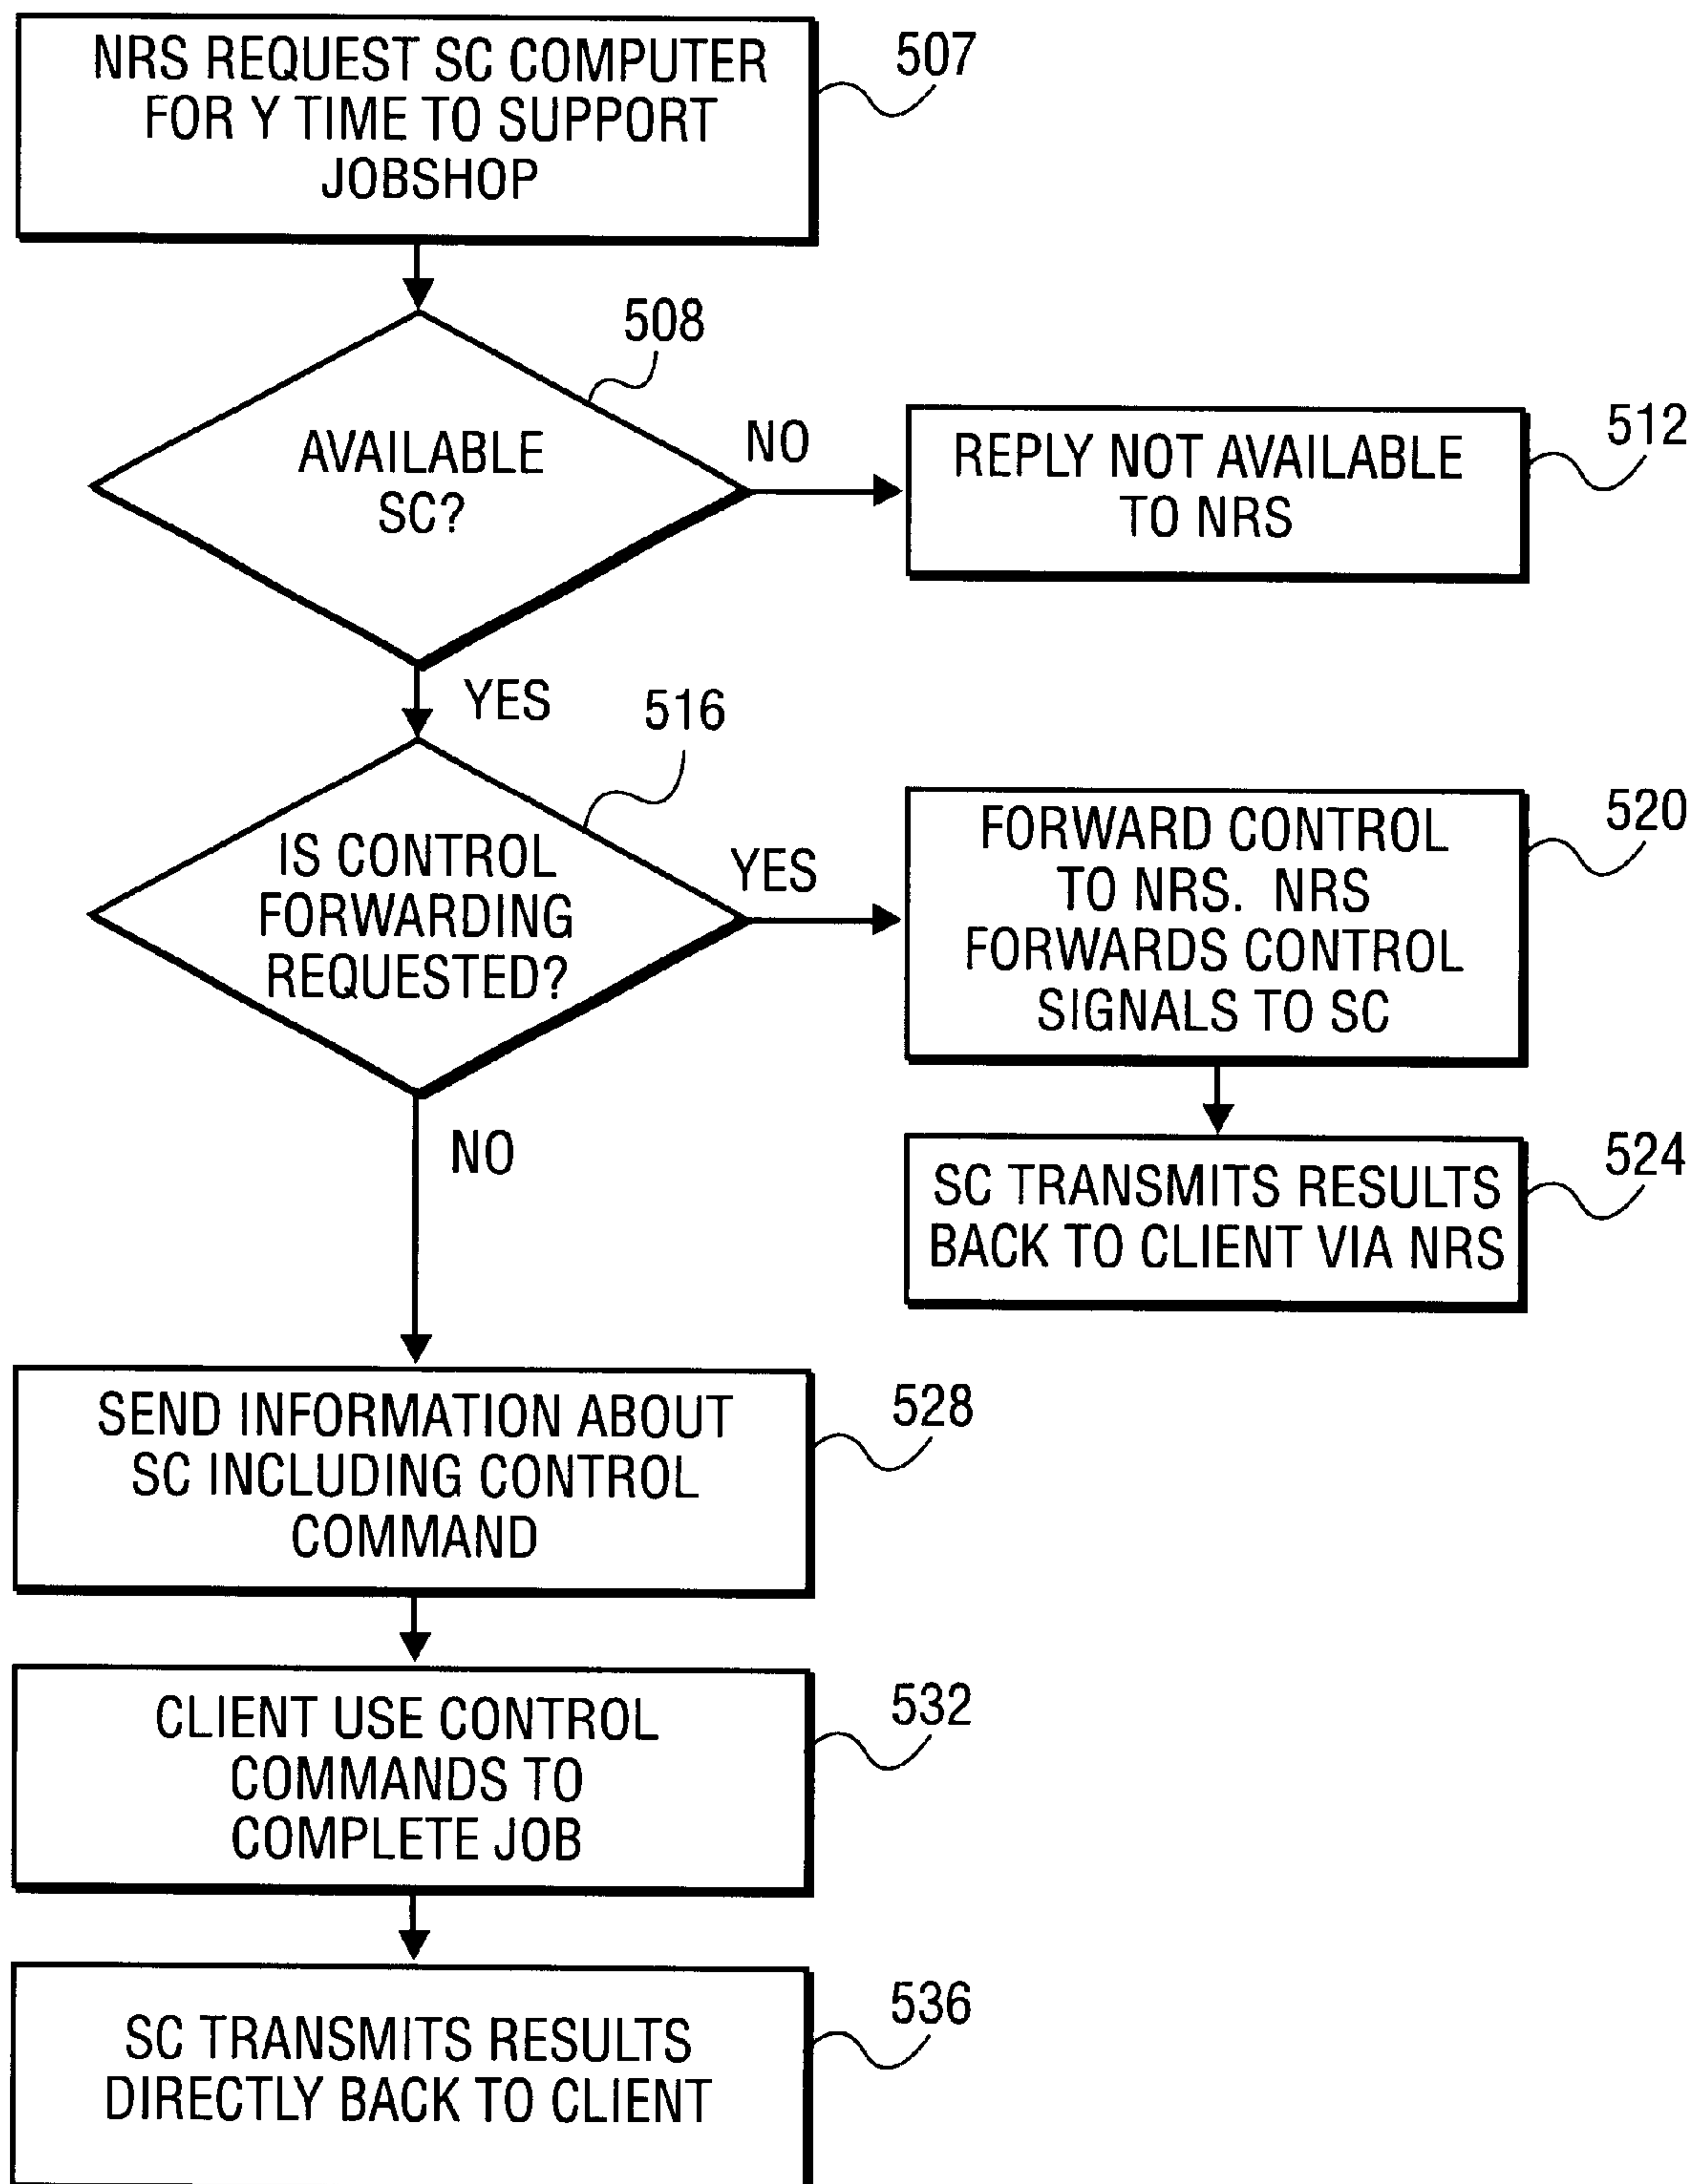 NRS REQUEST SC COMPUTER
FOR Y TIME TO SUPPORT
JOBSHOP
507
508
AVAILABLE
SC?
NO
REPLY NOT AVAILABLE
TO NRS
512
YES
516
IS CONTROL
FORWARDING
REQUESTED?
YES
FORWARD CONTROL
TO NRS. NRS
FORWARDS CONTROL
SIGNALS TO SC
520
NO
SC TRANSMITS RESULTS
BACK TO CLIENT VIA NRS
524
SEND INFORMATION ABOUT
SC INCLUDING CONTROL
COMMAND
528
CLIENT USE CONTROL
COMMANDS TO
COMPLETE JOB
532
SC TRANSMITS RESULTS
DIRECTLY BACK TO CLIENT
536